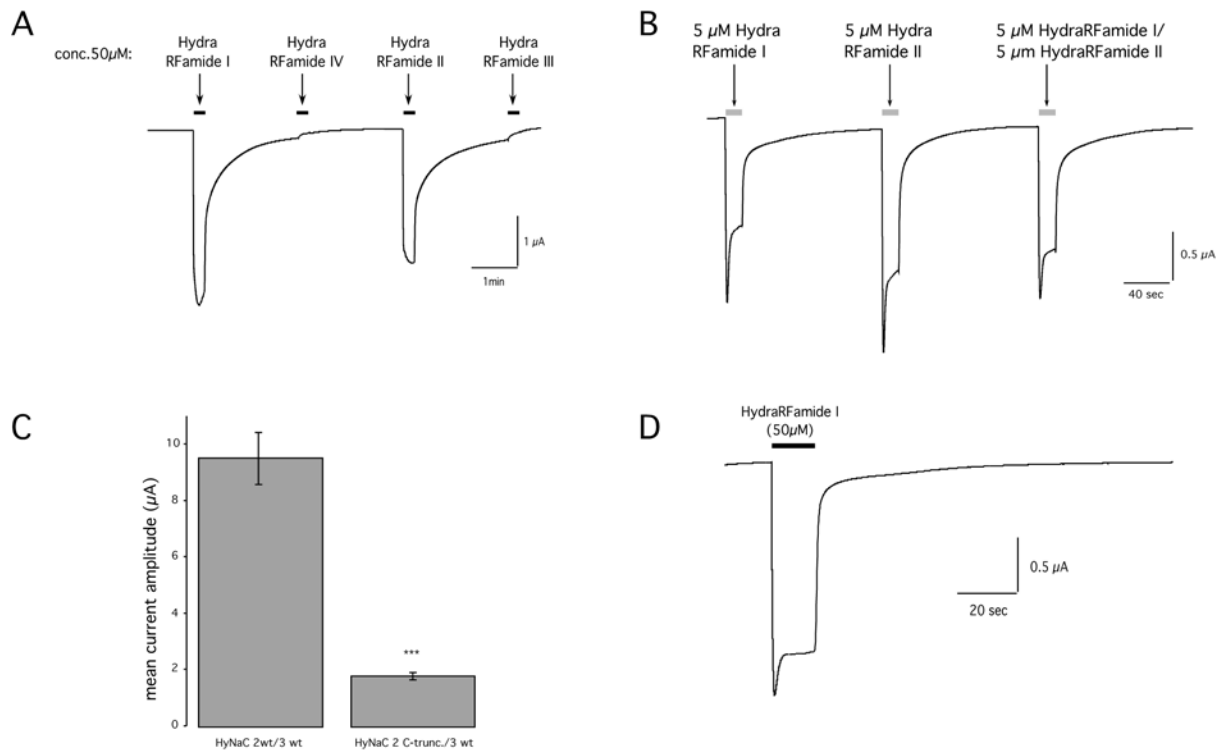 A
conc.50µM:
Hydra
RFamide I
Hydra
RFamide IV
Hydra
RFamide II
Hydra
RFamide III
1 µA
1min
B
5 µM Hydra
RFamide I
5 µM Hydra
RFamide II
5 µM HydraRFamide I/
5 µm HydraRFamide II
0.5 µA
40 sec
C
mean current amplitude (µA)
10
8
6
4
2
0
***
HyNaC 2wt/3 wt
HyNaC 2 C-trunc./3 wt
D
HydraRFamide I
(50µM)
0.5 µA
20 sec